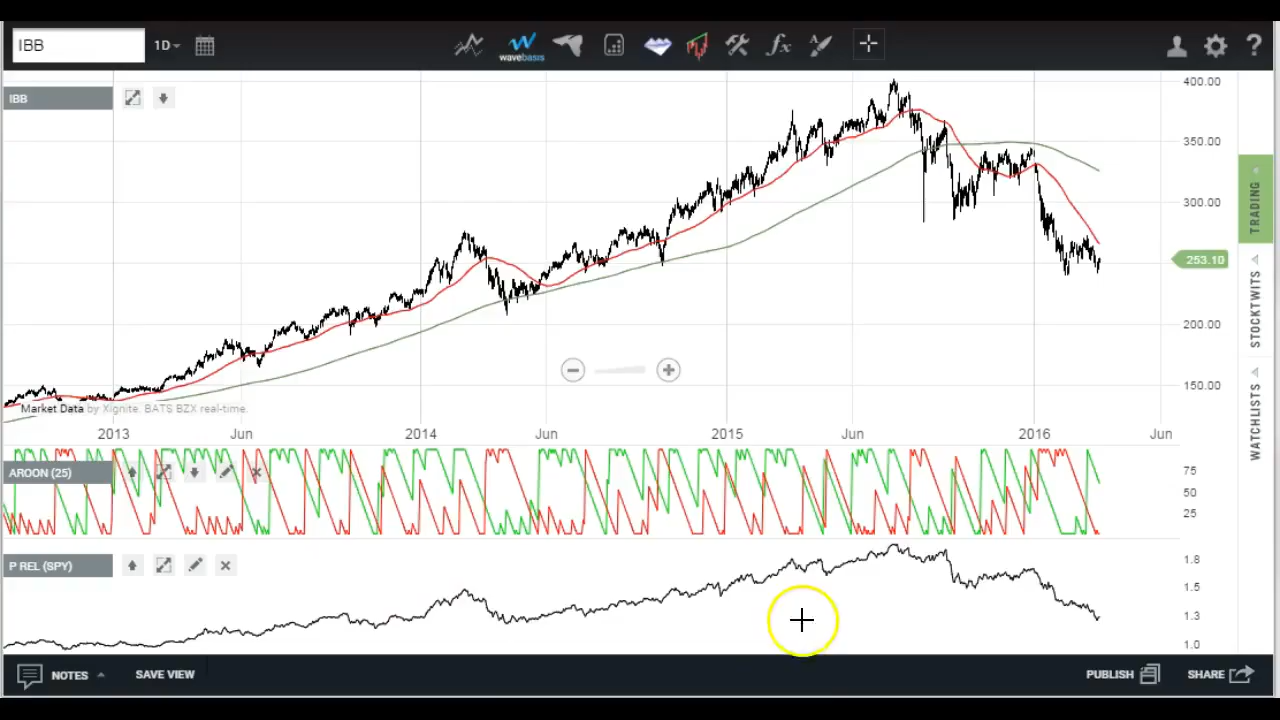 IBB
1D
wavebasis
fx
IBB
400.00
350.00
300.00
253.10
200.00
150.00
Market Data by Xignite. BATS BZX real-time.
2013 Jun 2014 Jun 2015 Jun 2016 Jun
AROON (25)
75
50
25
P REL (SPY)
1.8
1.5
1.3
1.0
TRADING
STOCKTWITS
WATCHLISTS
NOTES
SAVE VIEW
PUBLISH
SHARE